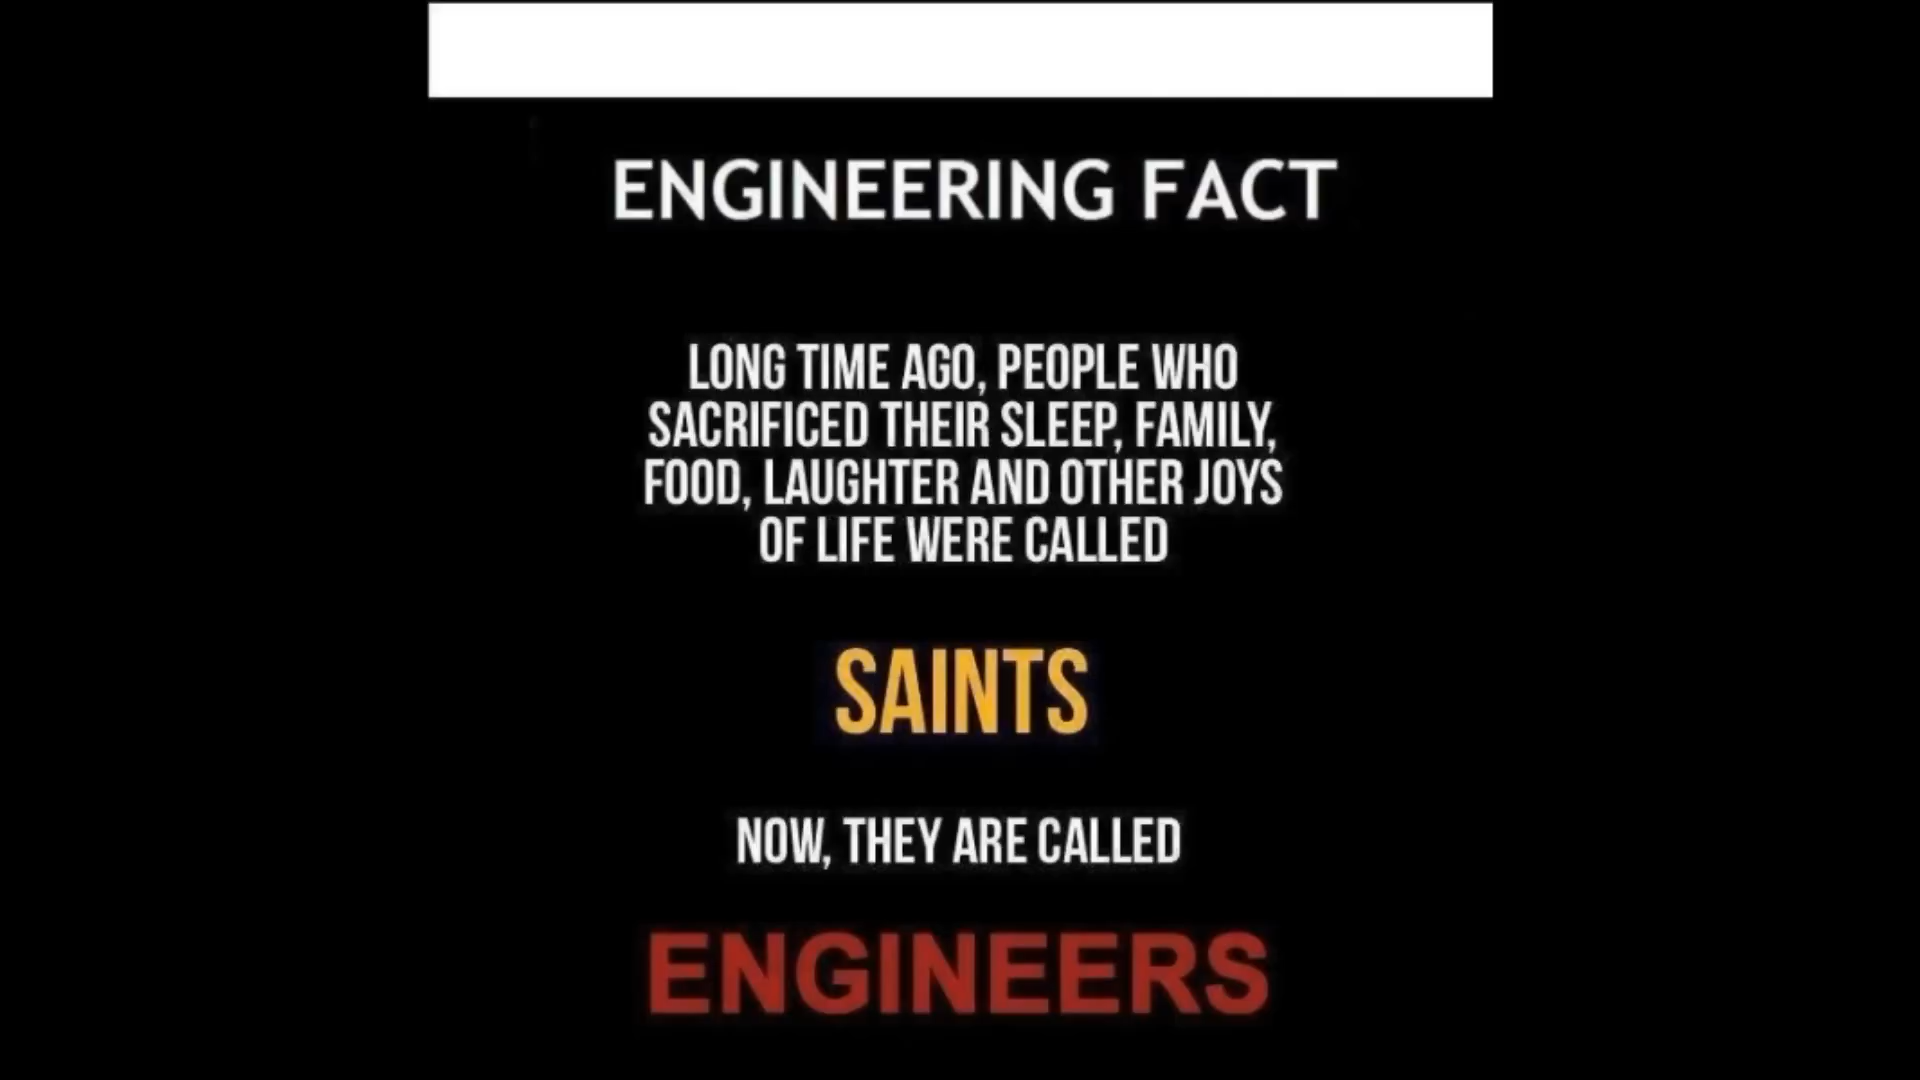 ENGINEERING FACT
LONG TIME AGO, PEOPLE WHO
SACRIFICED THEIR SLEEP, FAMILY,
FOOD, LAUGHTER AND OTHER JOYS
OF LIFE WERE CALLED
SAINTS
NOW, THEY ARE CALLED
ENGINEERS